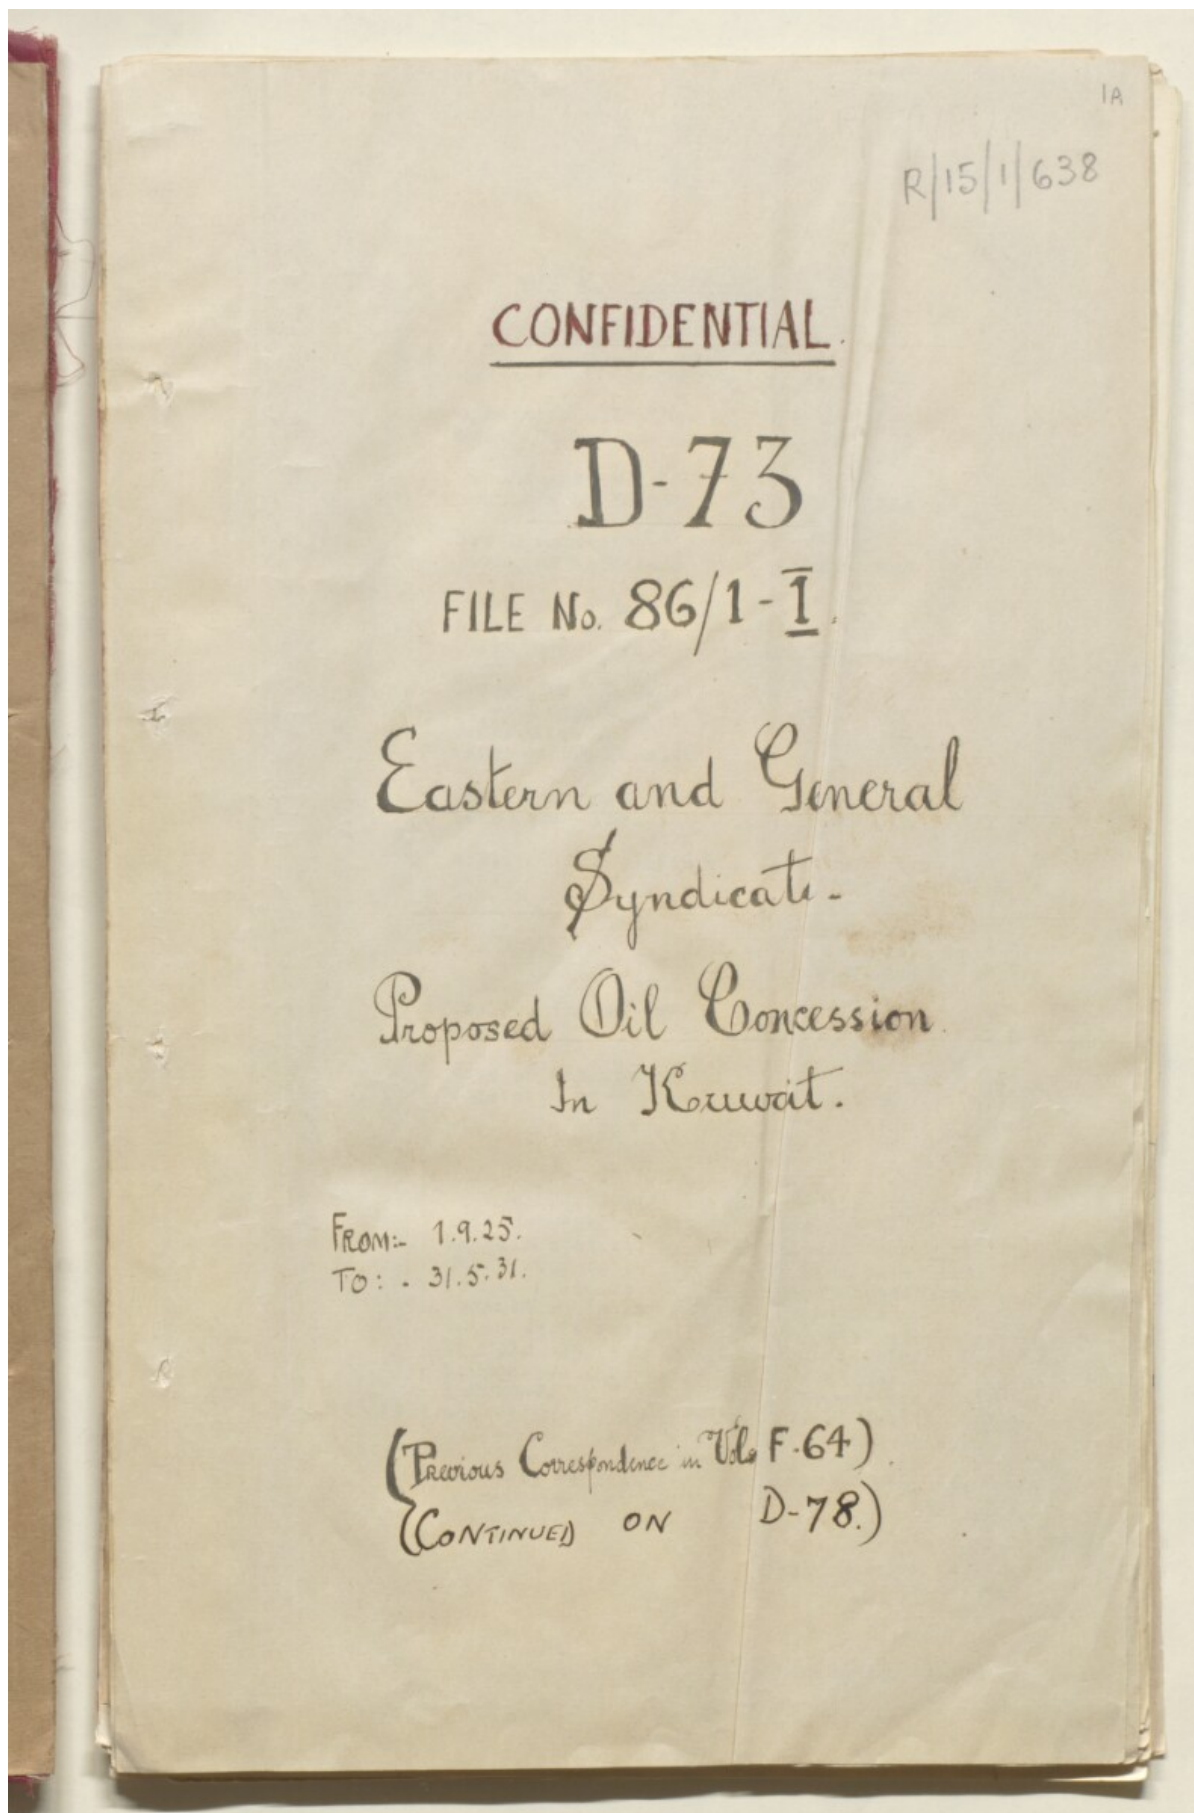 1A
R/15/1/638
CONFIDENTIAL.
D-73
FILE No. 86/1-I.
Eastern and General
Syndicate-
Proposed Oil Concession
In Kuwait.
FROM:- 1.9.25.
TO: - 31.5.31.
(Previous Correspondence in Vol. F.64)
(CONTINUED ON D-78.)